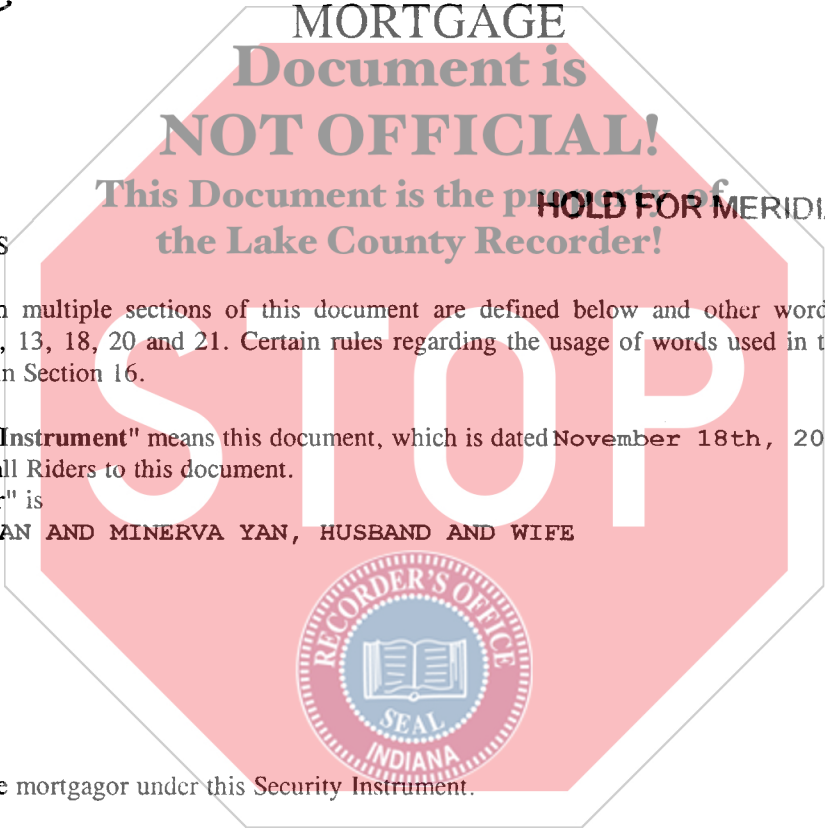 MORTGAGE
Document is
NOT OFFICIAL!
This Document is the property of
HOLD FOR MERIDI
the Lake County Recorder!
S
multiple sections of this document are defined below and other word
, 13, 18, 20 and 21. Certain rules regarding the usage of words used in t
n Section 16.
Instrument" means this document, which is dated November 18th, 20
ll Riders to this document.
r" is
AN AND MINERVA YAN, HUSBAND AND WIFE
STOP
RECORDER'S OFFICE
SEAL
INDIANA
e mortgagor under this Security Instrument.